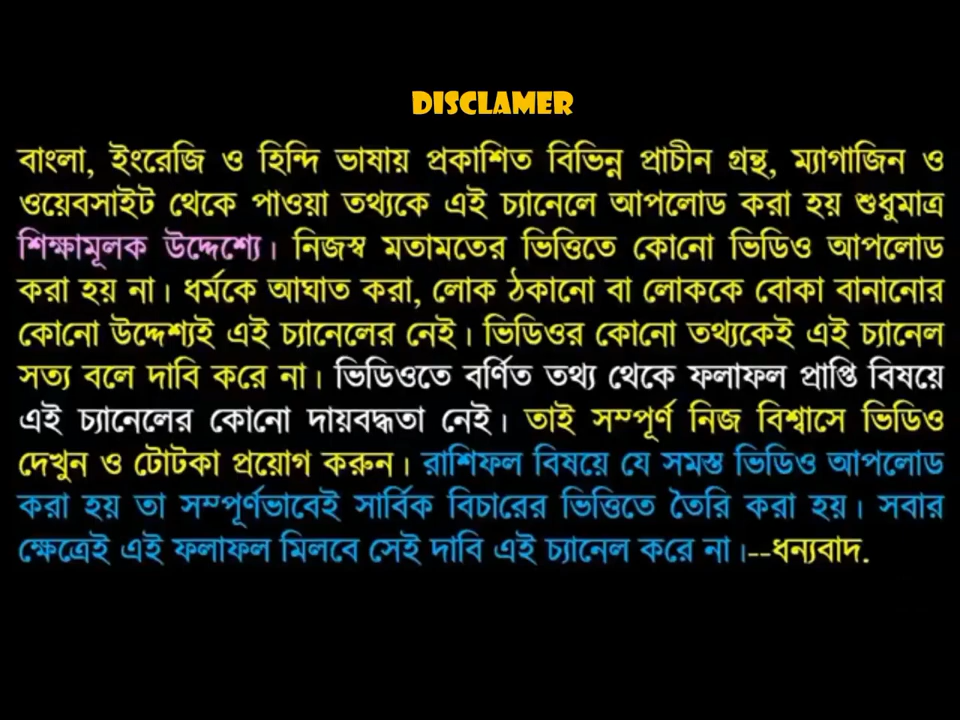 DISCLAMER
বাংলা, ইংরেজি ও হিন্দি ভাষায় প্রকাশিত বিভিন্ন প্রাচীন গ্রন্থ, ম্যাগাজিন ও
ওয়েবসাইট থেকে পাওয়া তথ্যকে এই চ্যানেলে আপলোড করা হয় শুধুমাত্র
শিক্ষামূলক উদ্দেশ্যে। নিজস্ব মতামতের ভিত্তিতে কোনো ভিডিও আপলোড
করা হয় না। ধর্মকে আঘাত করা, লোক ঠকানো বা লোককে বোকা বানানোর
কোনো উদ্দেশ্যই এই চ্যানেলের নেই। ভিডিওর কোনো তথ্যকেই এই চ্যানেল
সত্য বলে দাবি করে না। ভিডিওতে বর্ণিত তথ্য থেকে ফলাফল প্রাপ্তি বিষয়ে
এই চ্যানেলের কোনো দায়বদ্ধতা নেই। তাই সম্পূর্ণ নিজ বিশ্বাসে ভিডিও
দেখুন ও টোটকা প্রয়োগ করুন। রাশিফল বিষয়ে যে সমস্ত ভিডিও আপলোড
করা হয় তা সম্পূর্ণভাবেই সার্বিক বিচারের ভিত্তিতে তৈরি করা হয়। সবার
ক্ষেত্রেই এই ফলাফল মিলবে সেই দাবি এই চ্যানেল করে না।--ধন্যবাদ.